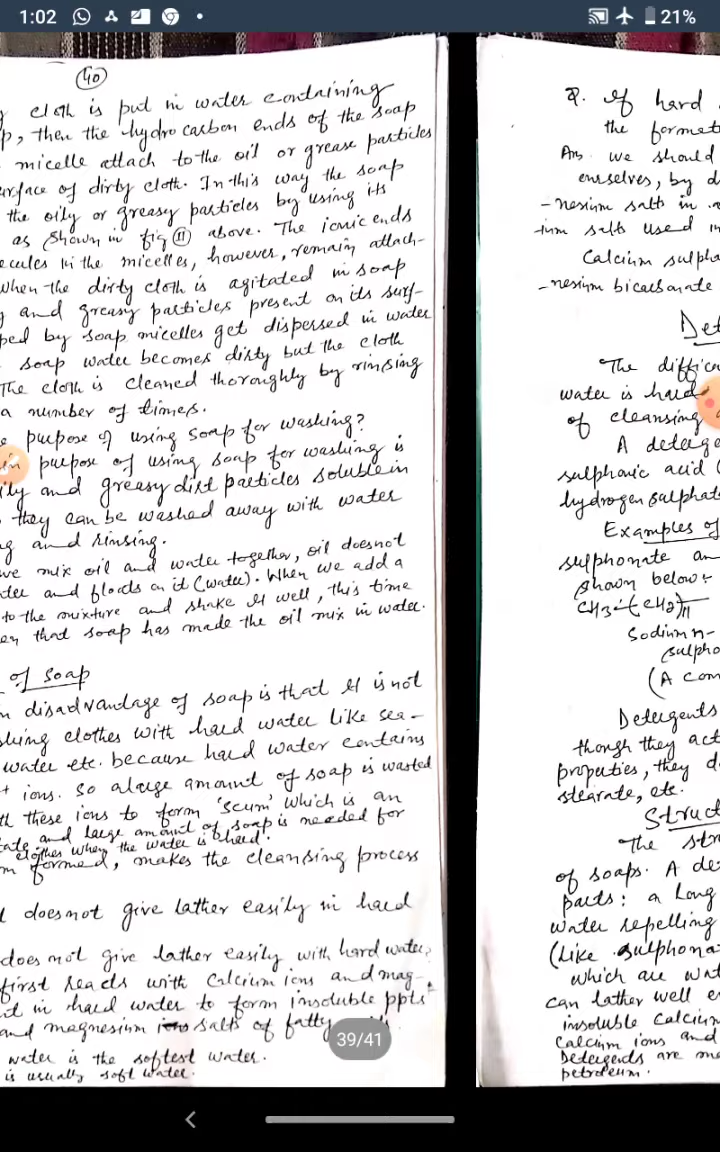 1:02
21%
40
cloth is put in water containing
p, then the hydrocarbon ends of the soap
micelle attach to the oil or grease particles
urface of dirty cloth. In this way the soap
the oily or greasy particles by using its
as shown in fig (II) above. The ionic ends
ecules in the micelles, however, remain attach-
when the dirty cloth is agitated in soap
y and greasy particles present on its surf-
ped by soap micelles get dispersed in water
soap water becomes dirty but the cloth
The cloth is cleaned thoroughly by rinsing
a number of times.
e purpose of using soap for washing?
in purpose of using soap for washing is
ily and greasy dirt particles soluble in
they can be washed away with water
ng and rinsing.
we mix oil and water together, oil doesnot
ter and floats on it (water). When we add a
to the mixture and shake it well, this time
en that soap has made the oil mix in water.
of soap
n disadvantage of soap is that it is not
shing clothes with hard water like sea-
water etc. because hard water contains
+ ions. So a large amount of soap is wasted
th these ions to form 'scum' which is an
tate and large amount of soap is needed for
clothes when the water is hard.
m formed, makes the cleansing process
l doesnot give lather easily in hard
does not give lather easily with hard water,
first reacts with calcium ions and mag-
nt in hard water to form insoluble ppts
and magnesium salts of fatty
water is the softest water.
is usually soft water.
39/41
Q. If hard
the format
Ans. we should
ourselves, by d
-nesium salts in
-ium salts used in
Calcium sulpha
-nesium bicarbonate
Det
The difficu
water is hard
of cleansing
A deterge
sulphonic acid (
hydrogen sulphate
Examples of
sulphonate an
shown below:-
CH3-(CH2)11
Sodium n-
sulpho
(A com
Detergents
though they act
properties, they d
stearate, etc.
Struct
The str
of soaps. A de
parts: a long
water repelling
(like sulphona
which are wat
can lather well e
insoluble calcium
calcium ions and
Detergents are ma
petroleum.